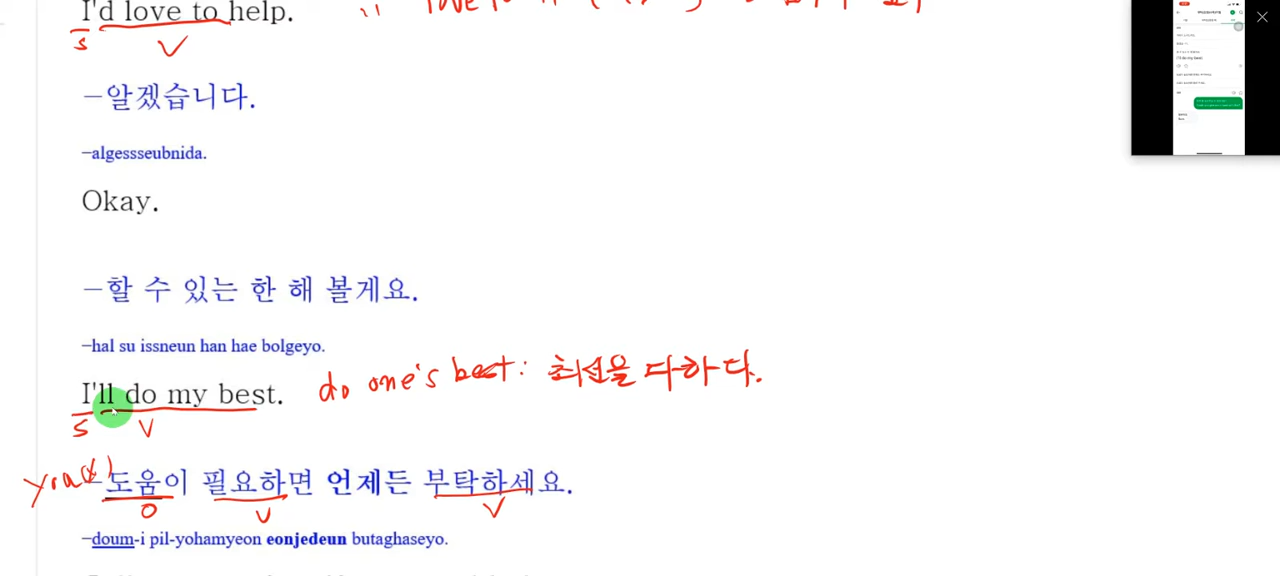 I'd love to help.
S V
-알겠습니다.
-algessseubnida.
Okay.
-할 수 있는 한 해 볼게요.
-hal su issneun han hae bolgeyo.
I'll do my best. do one's best: 최선을 다하다.
S V
-도움이 필요하면 언제든 부탁하세요.
O V V
-doum-i pil-yohamyeon eonjedeun butaghaseyo.